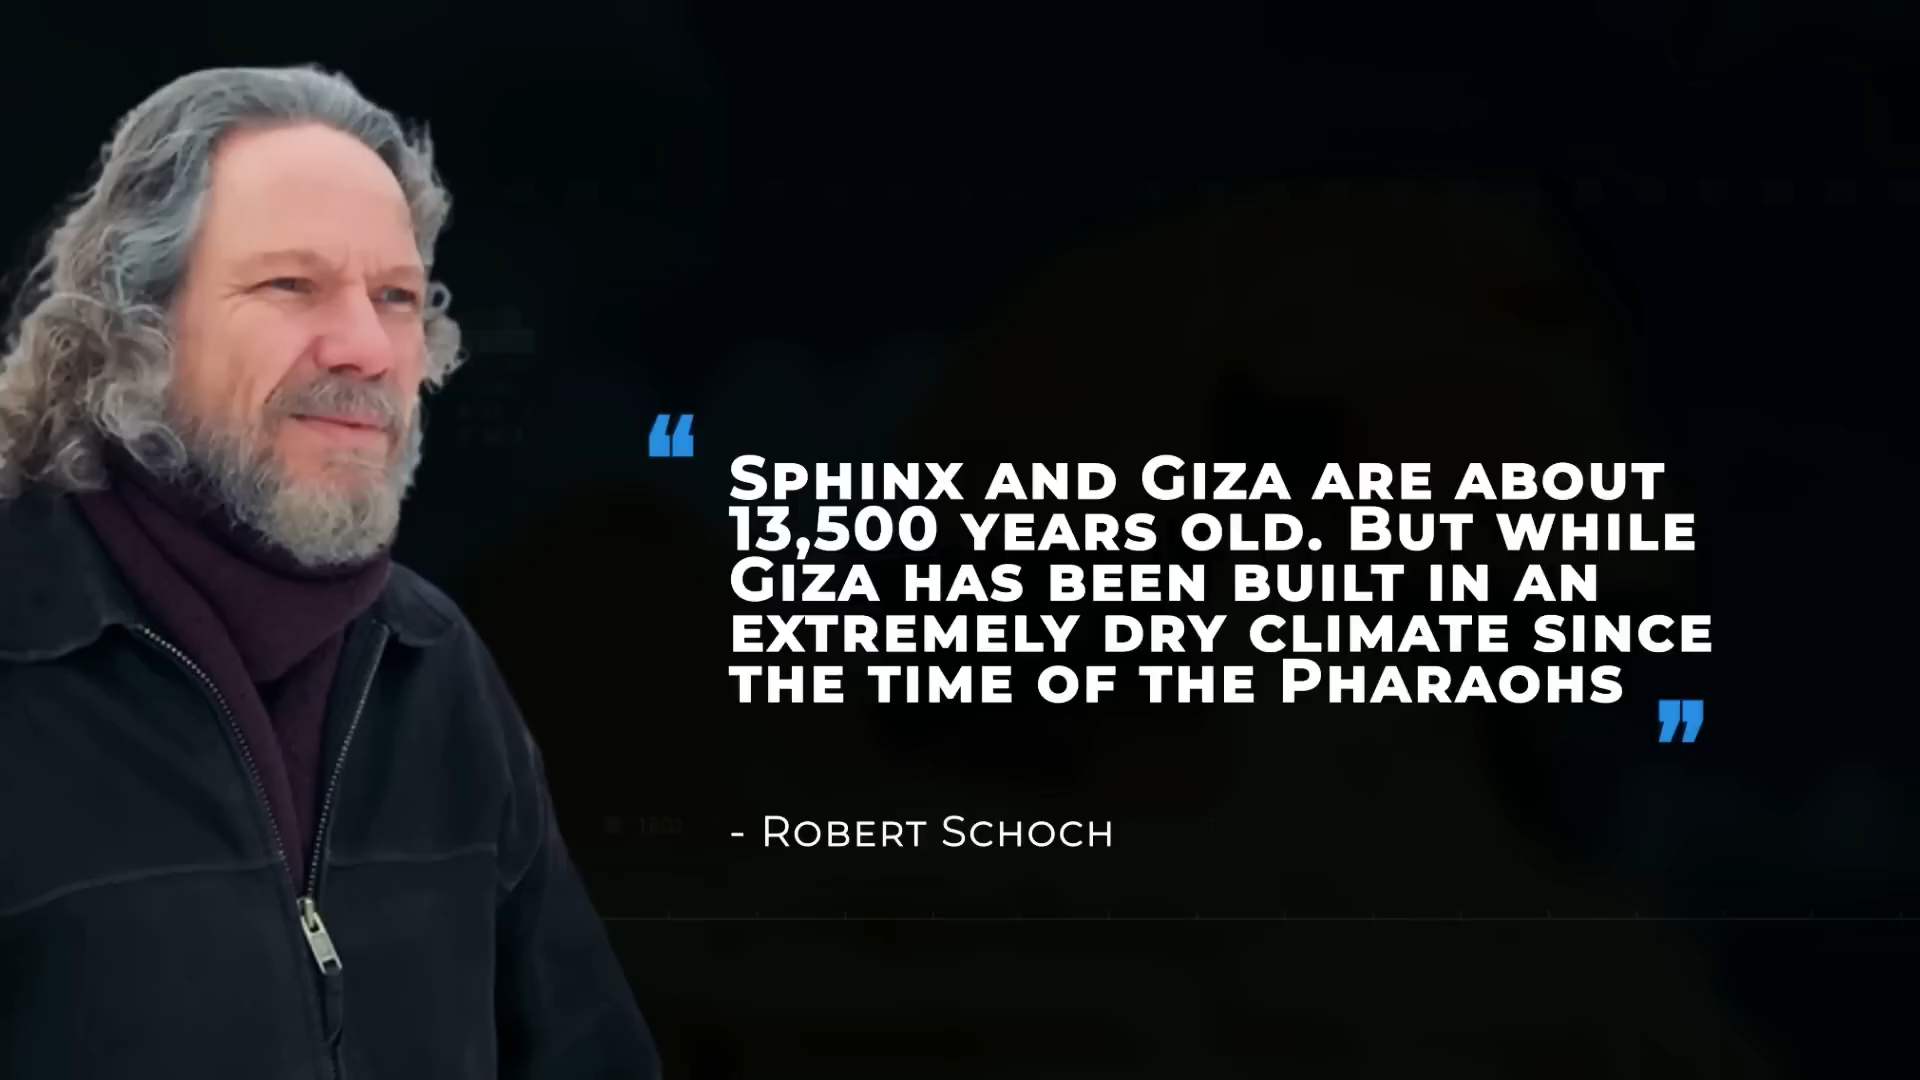 “
Sphinx and Giza are about
13,500 years old. But while
Giza has been built in an
extremely dry climate since
the time of the Pharaohs
”
- Robert Schoch